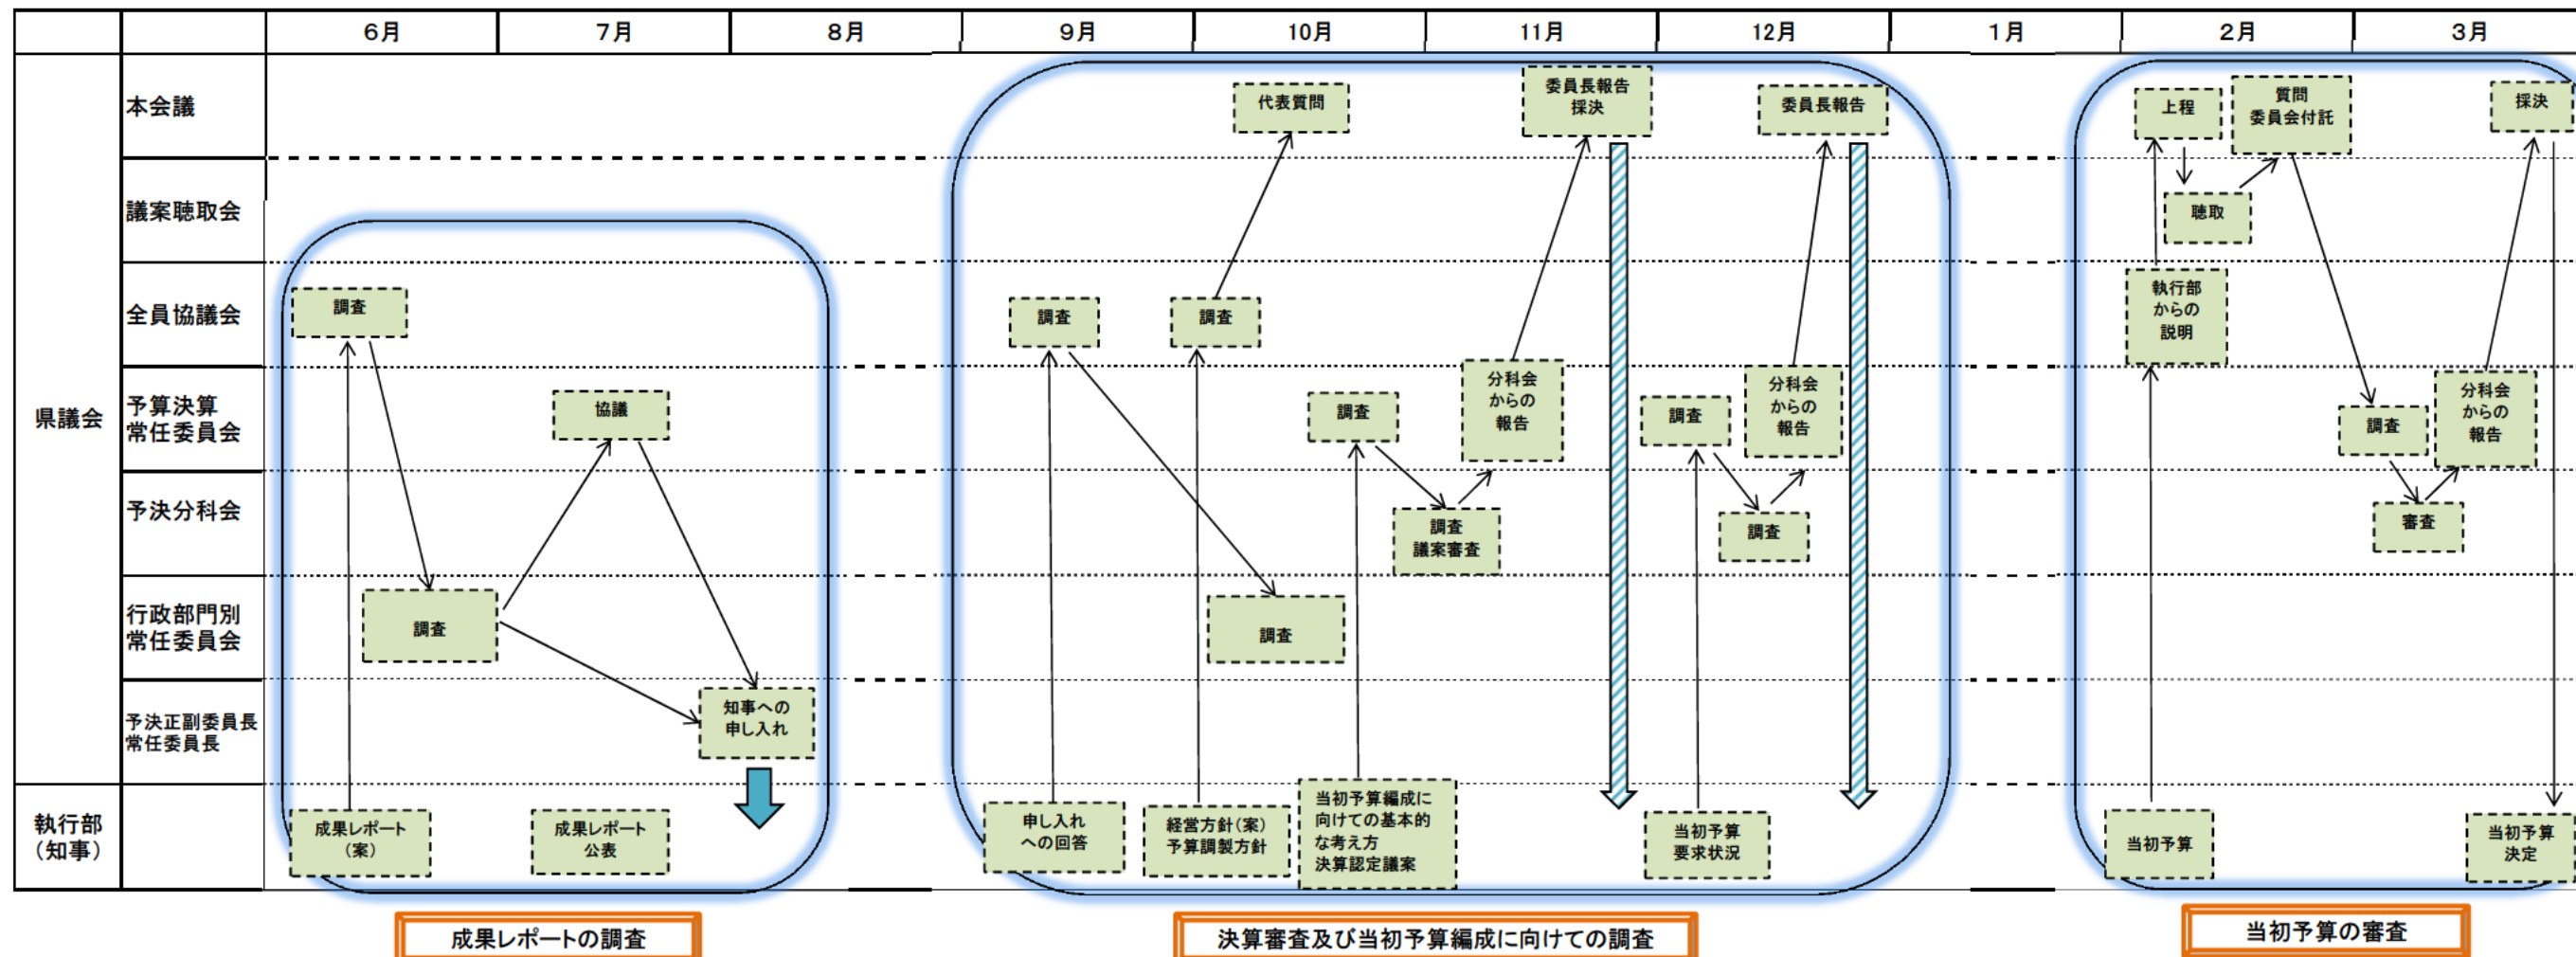 6月
7月
8月
9月
10月
11月
12月
1月
2月
3月
県議会
本会議
代表質問
委員長報告
採決
委員長報告
上程
質問
委員会付託
採決
議案聴取会
聴取
全員協議会
調査
調査
調査
執行部
からの
説明
予算決算
常任委員会
協議
調査
分科会
からの
報告
調査
分科会
からの
報告
調査
分科会
からの
報告
予決分科会
調査
議案審査
調査
審査
行政部門別
常任委員会
調査
調査
予決正副委員長
常任委員長
知事への
申し入れ
執行部
（知事）
成果レポート
（案）
成果レポート
公表
申し入れ
への回答
経営方針（案）
予算調製方針
当初予算編成に
向けての基本的
な考え方
決算認定議案
当初予算
要求状況
当初予算
当初予算
決定
成果レポートの調査
決算審査及び当初予算編成に向けての調査
当初予算の審査